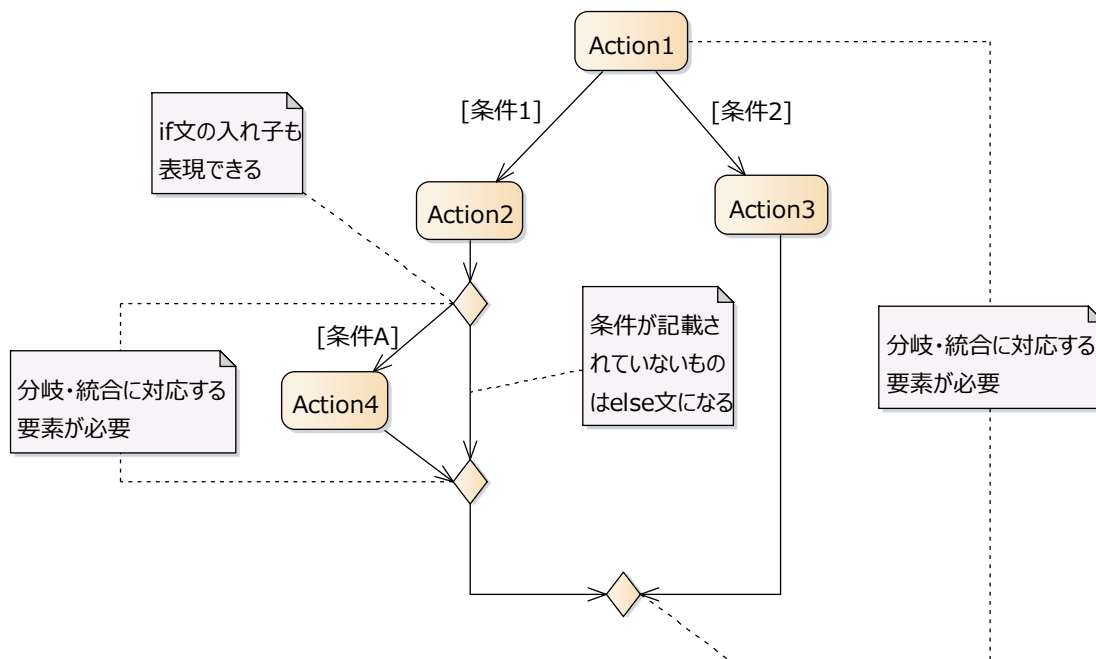 Action1
[条件1]
[条件2]
if文の入れ子も
表現できる
Action2
Action3
条件が記載さ
れていないもの
はelse文になる
分岐・統合に対応する
要素が必要
[条件A]
分岐・統合に対応する
要素が必要
Action4